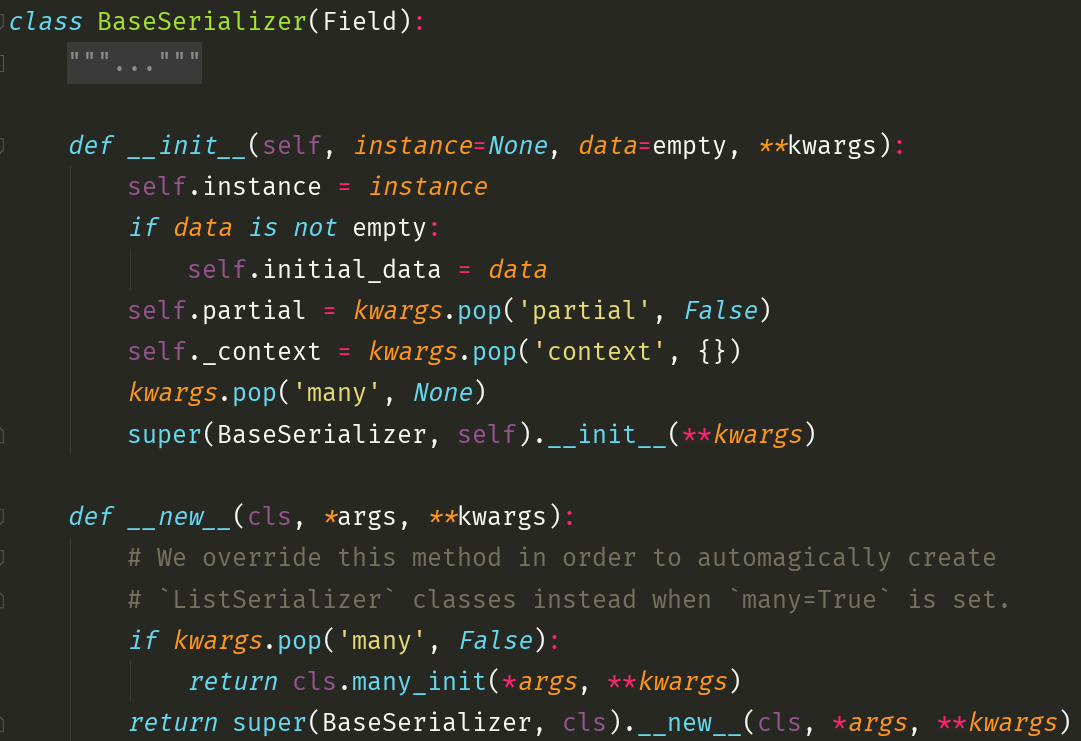 class BaseSerializer(Field):
    """..."""

    def __init__(self, instance=None, data=empty, **kwargs):
        self.instance = instance
        if data is not empty:
            self.initial_data = data
        self.partial = kwargs.pop('partial', False)
        self._context = kwargs.pop('context', {})
        kwargs.pop('many', None)
        super(BaseSerializer, self).__init__(**kwargs)

    def __new__(cls, *args, **kwargs):
        # We override this method in order to automagically create
        # `ListSerializer` classes instead when `many=True` is set.
        if kwargs.pop('many', False):
            return cls.many_init(*args, **kwargs)
        return super(BaseSerializer, cls).__new__(cls, *args, **kwargs)